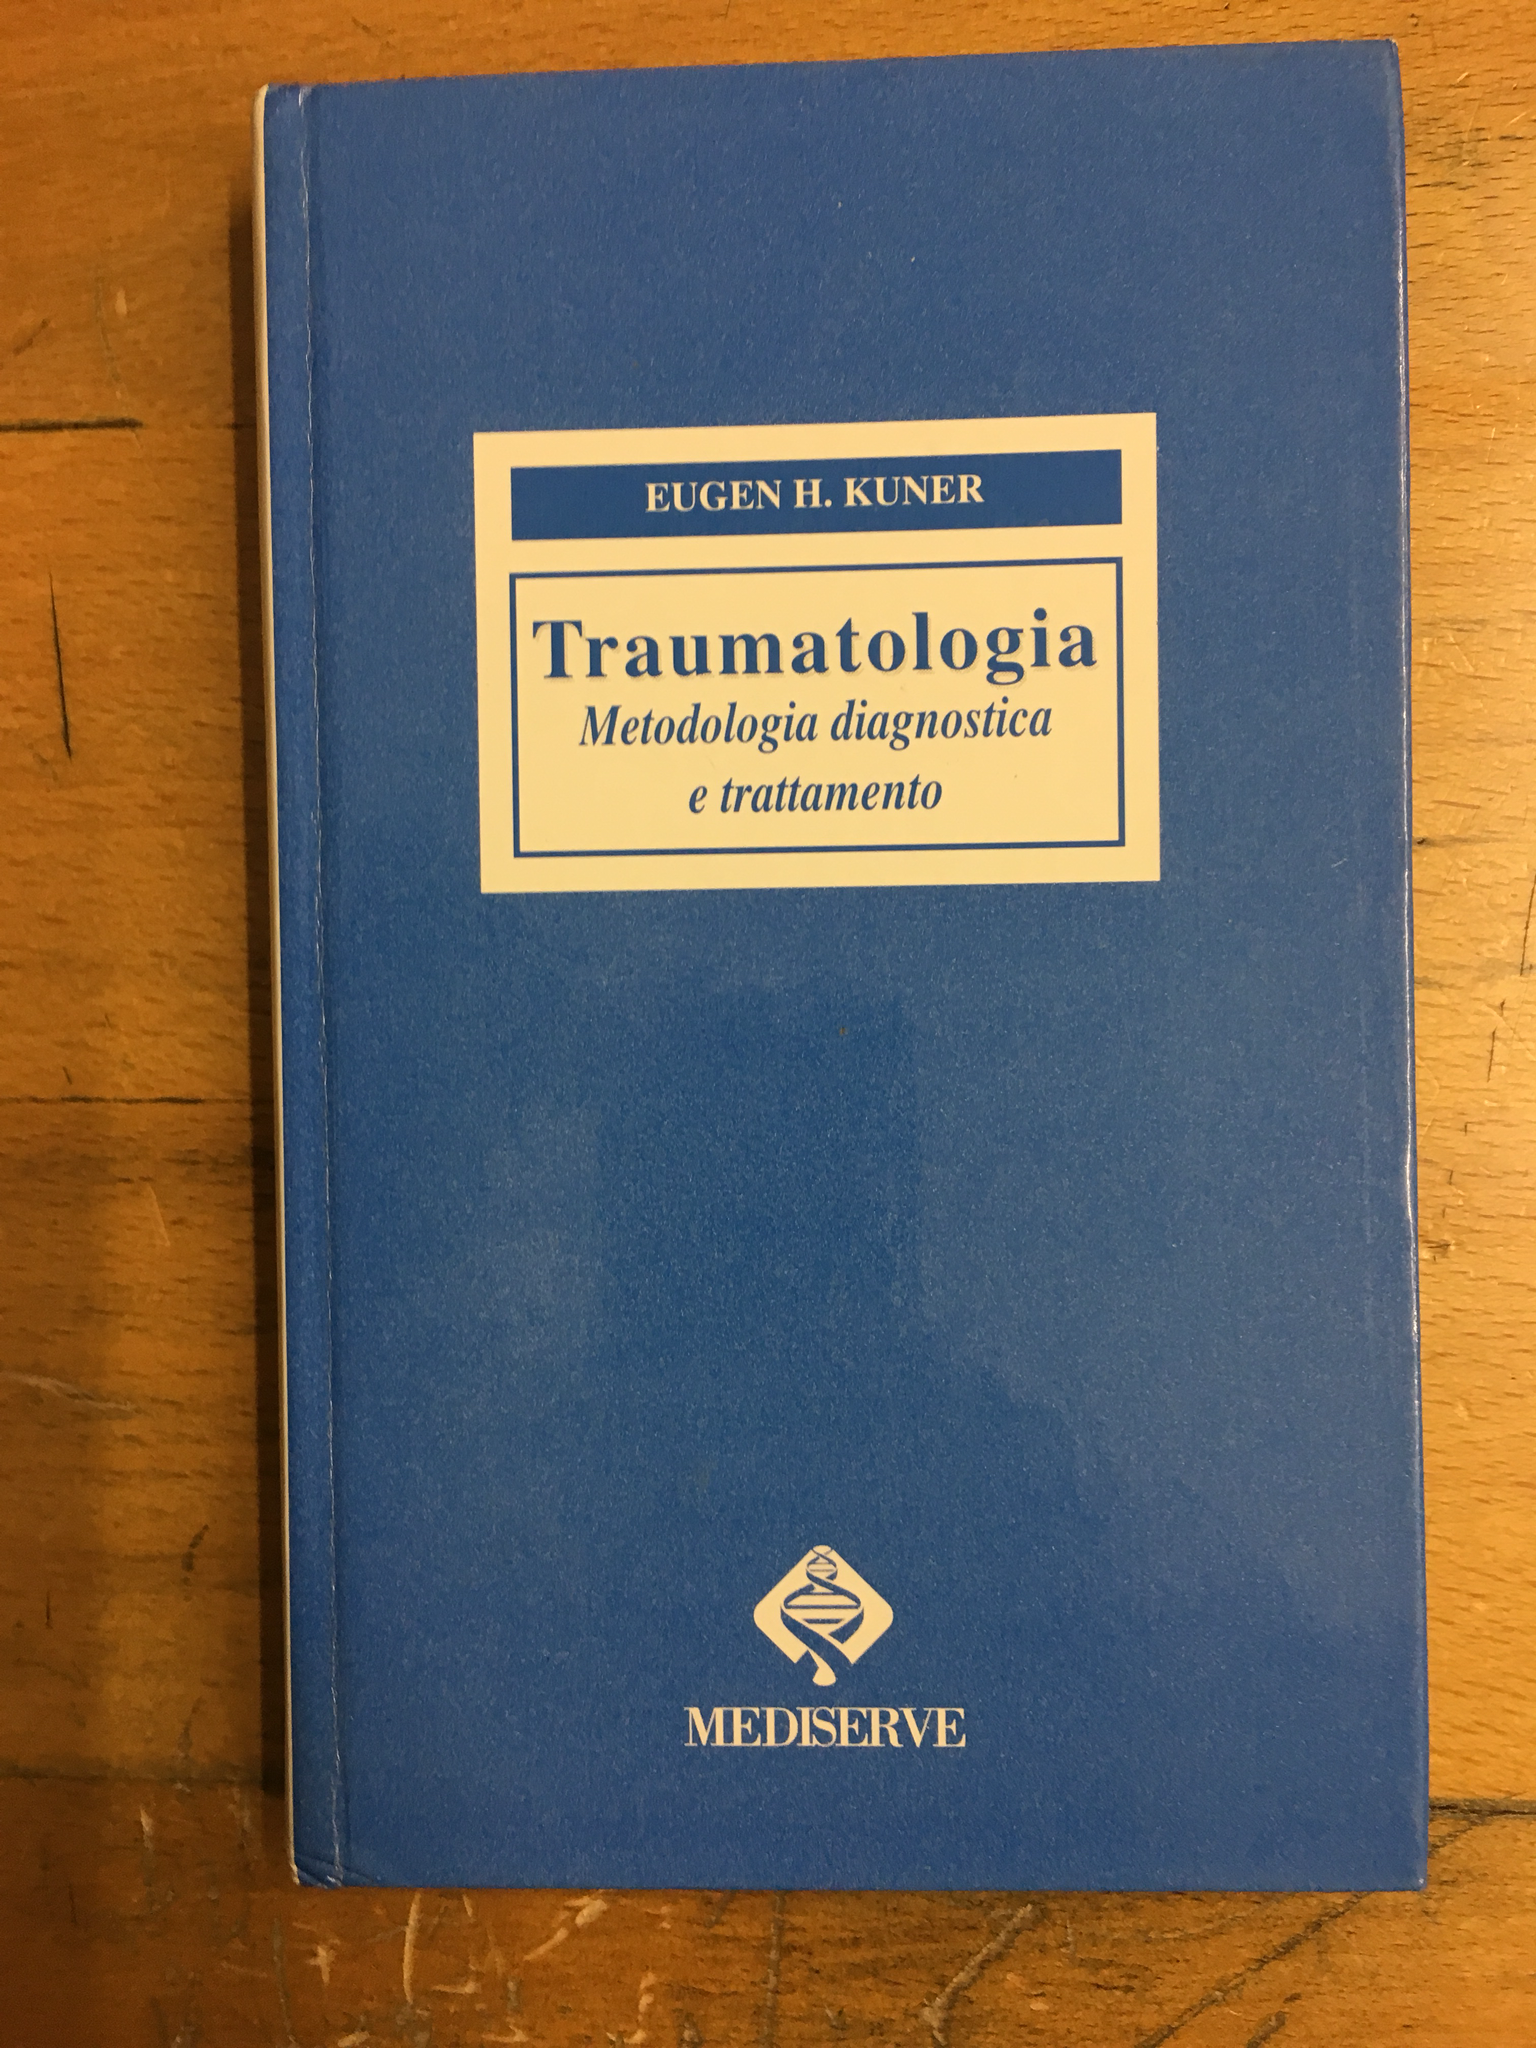 EUGEN H. KUNER
Traumatologia
Metodologia diagnostica
e trattamento
MEDISERVE